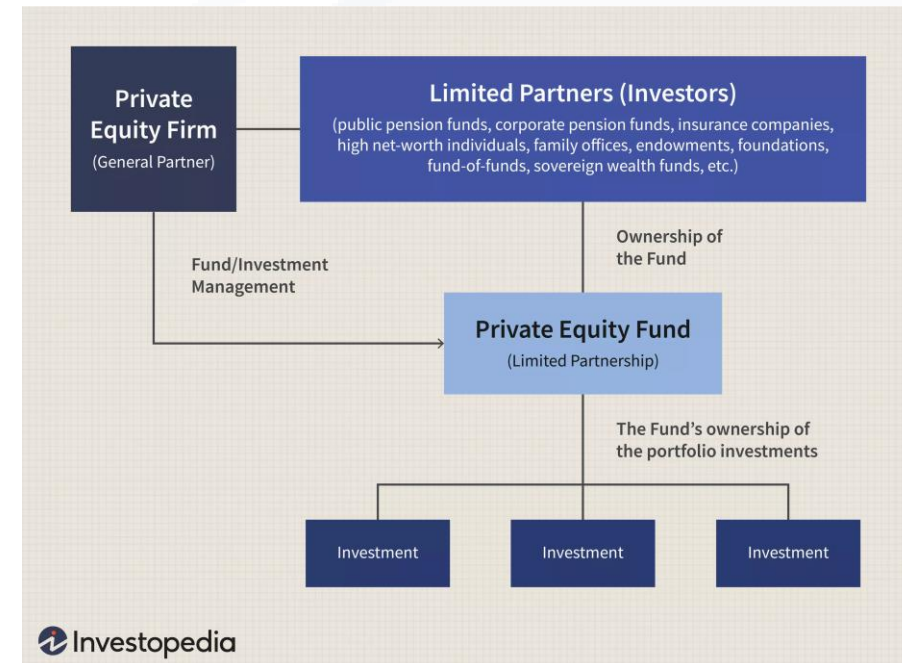 Private
Equity Firm
(General Partner)
Limited Partners (Investors)
(public pension funds, corporate pension funds, insurance companies,
high net-worth individuals, family offices, endowments, foundations,
fund-of-funds, sovereign wealth funds, etc.)
Fund/Investment
Management
Ownership of
the Fund
Private Equity Fund
(Limited Partnership)
The Fund’s ownership of
the portfolio investments
Investment
Investment
Investment
Investopedia